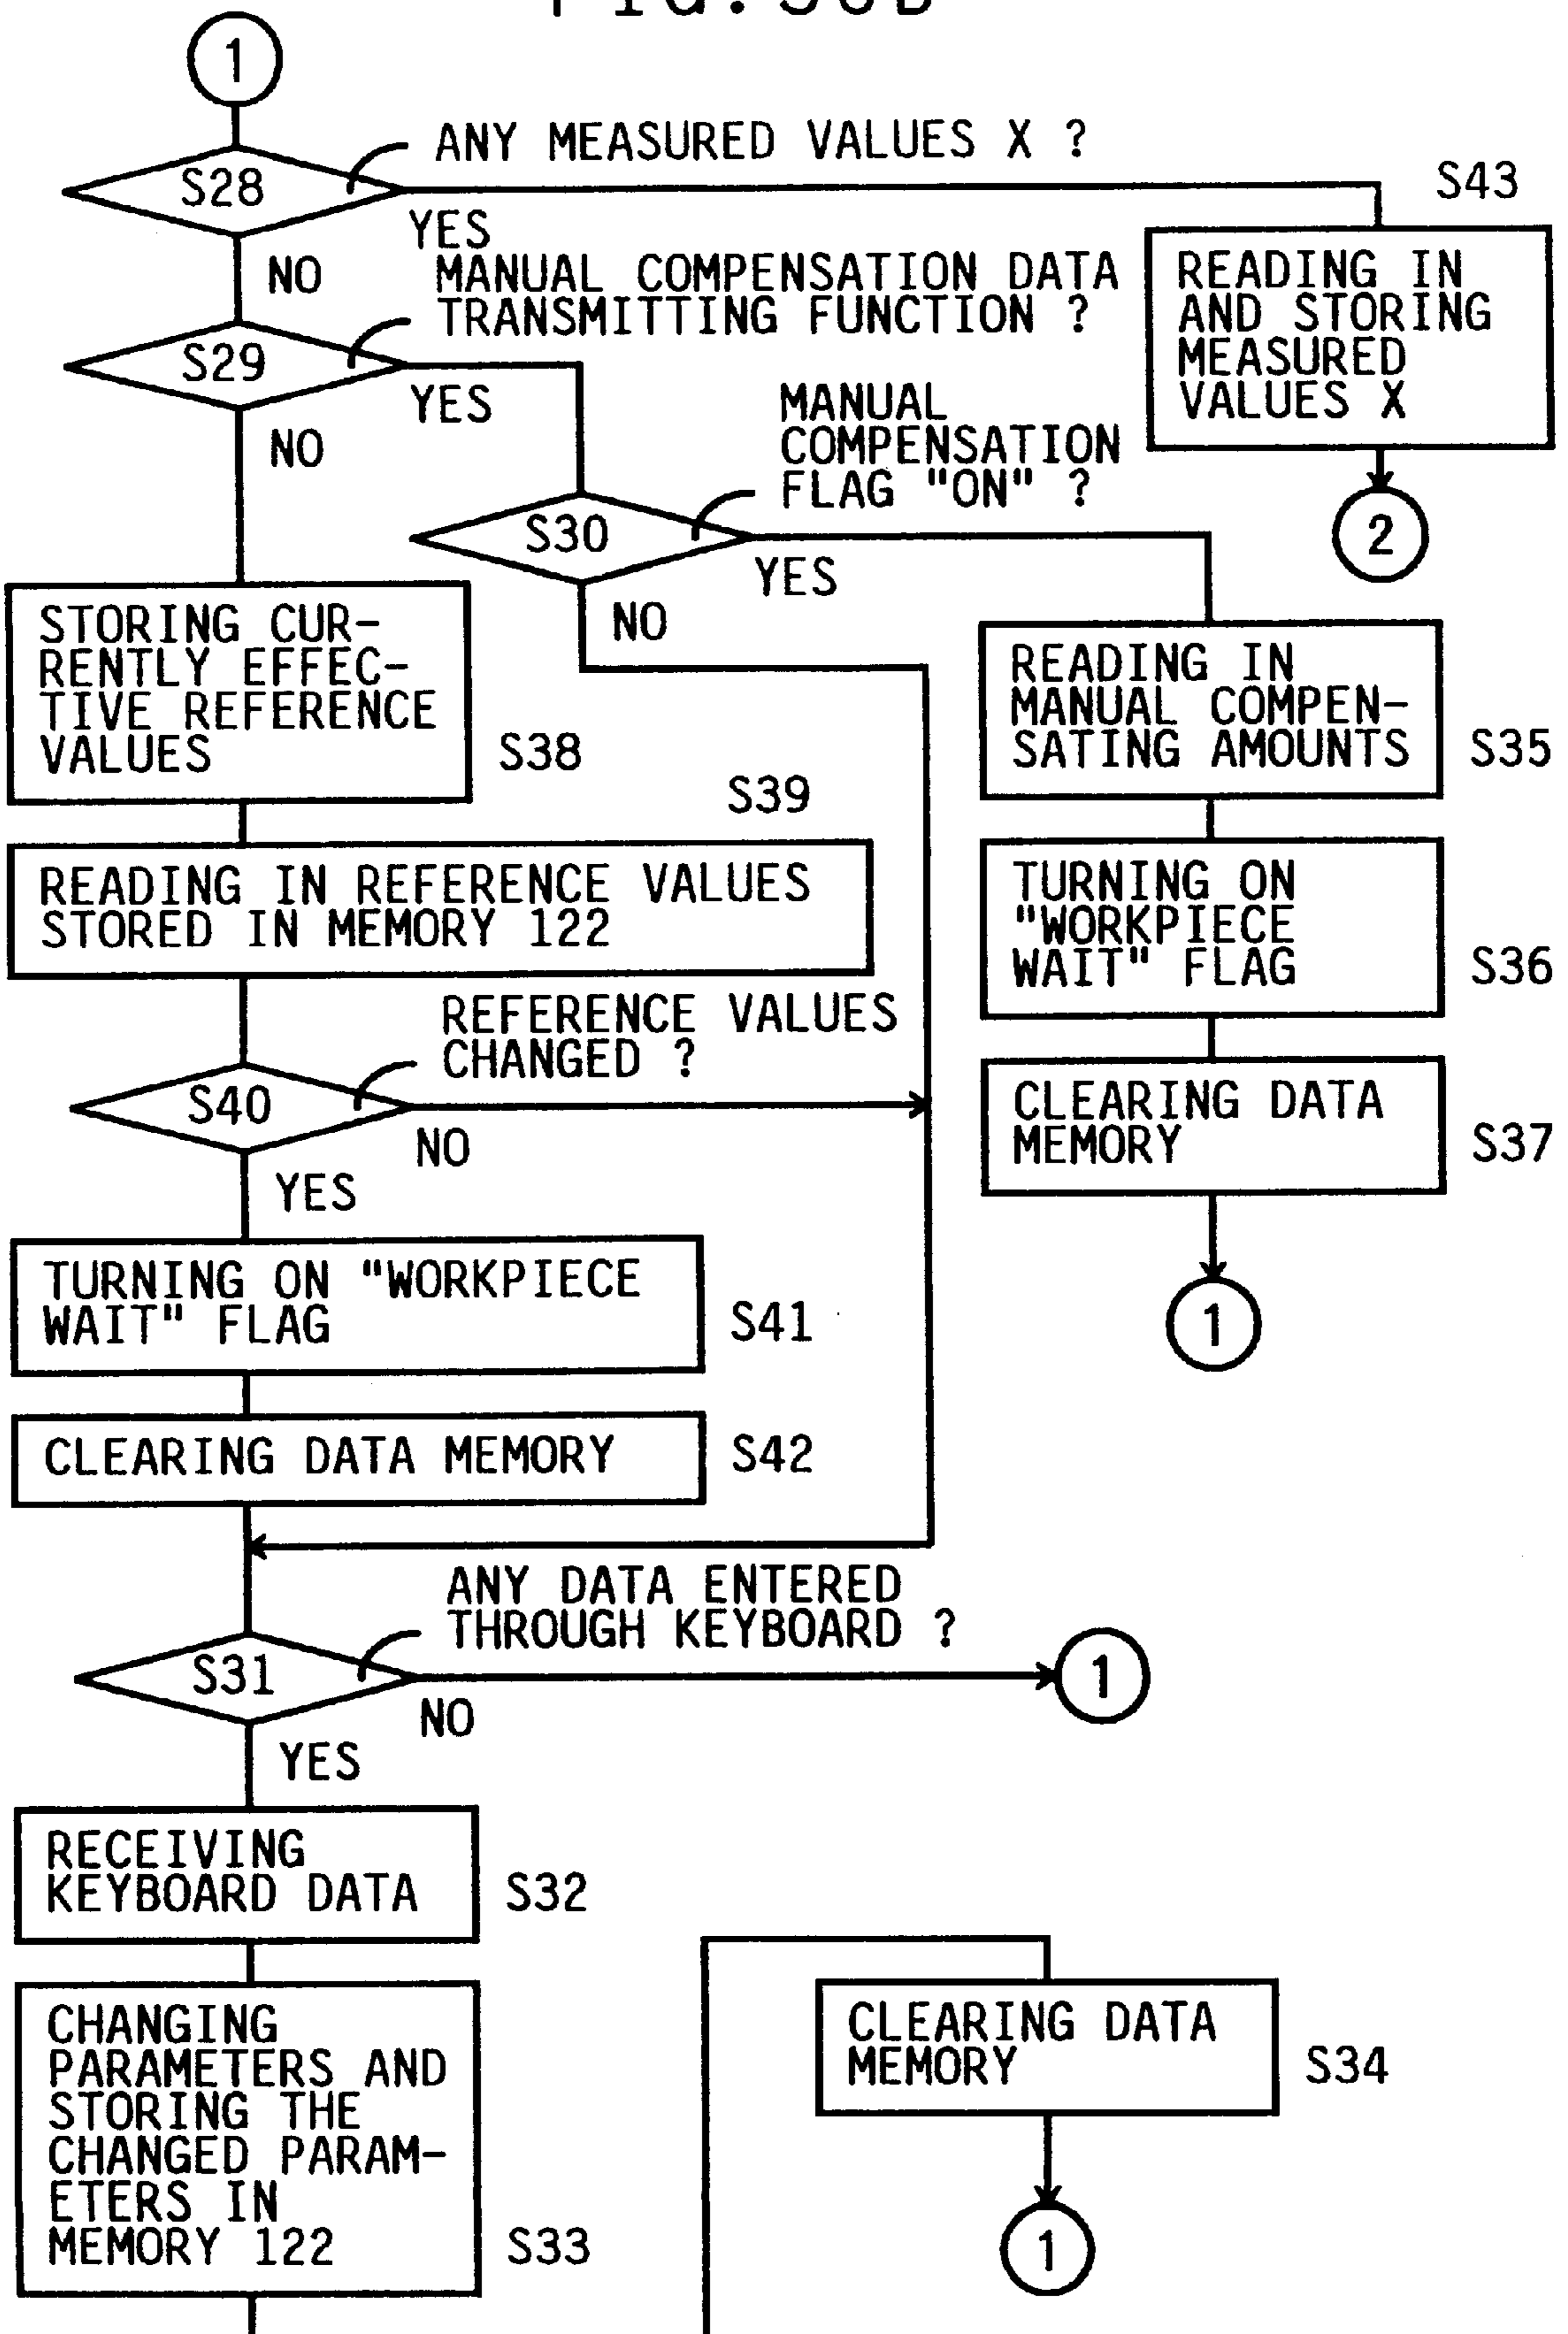 FIG. 30B
1
ANY MEASURED VALUES X ?
S28
YES
NO
S43
READING IN
AND STORING
MEASURED
VALUES X
2
MANUAL COMPENSATION DATA
TRANSMITTING FUNCTION ?
S29
YES
NO
MANUAL
COMPENSATION
FLAG "ON" ?
S30
YES
NO
STORING CUR-
RENTLY EFFEC-
TIVE REFERENCE
VALUES
S38
READING IN
MANUAL COMPEN-
SATING AMOUNTS
S35
S39
READING IN REFERENCE VALUES
STORED IN MEMORY 122
TURNING ON
"WORKPIECE
WAIT" FLAG
S36
REFERENCE VALUES
CHANGED ?
S40
NO
YES
CLEARING DATA
MEMORY
S37
1
TURNING ON "WORKPIECE
WAIT" FLAG
S41
CLEARING DATA MEMORY
S42
ANY DATA ENTERED
THROUGH KEYBOARD ?
S31
NO
1
YES
RECEIVING
KEYBOARD DATA
S32
CHANGING
PARAMETERS AND
STORING THE
CHANGED PARAM-
ETERS IN
MEMORY 122
S33
CLEARING DATA
MEMORY
S34
1